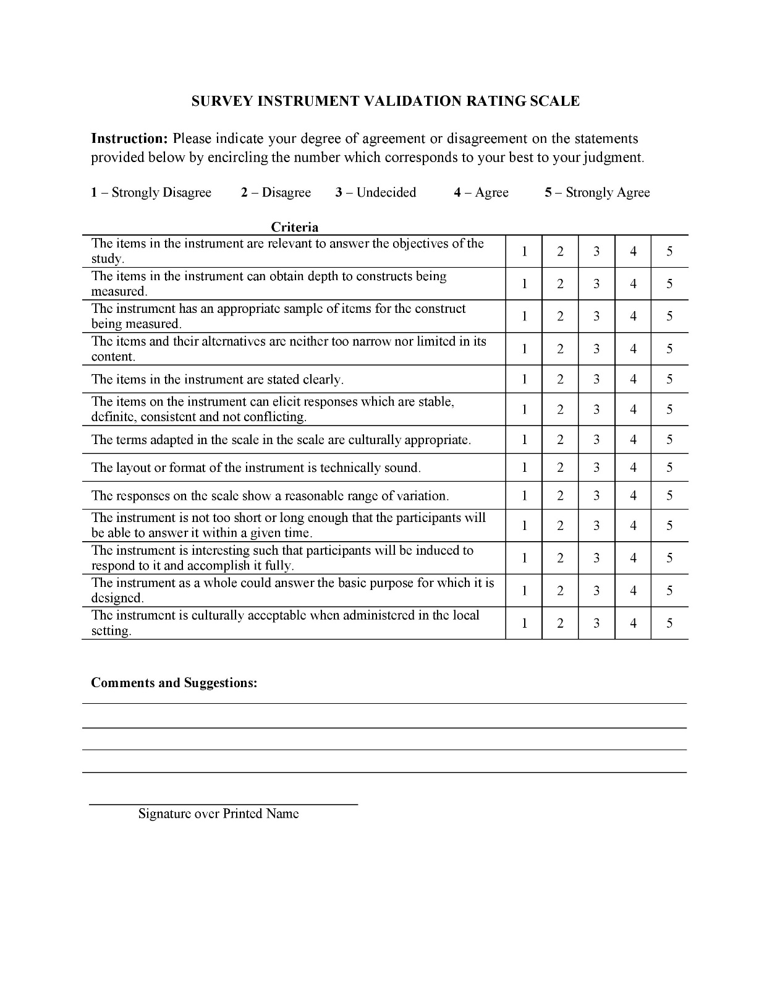 SURVEY INSTRUMENT VALIDATION RATING SCALE
Instruction: Please indicate your degree of agreement or disagreement on the statements
provided below by encircling the number which corresponds to your best to your judgment.
1 – Strongly Disagree 2 – Disagree 3 – Undecided 4 – Agree 5 – Strongly Agree
Criteria
The items in the instrument are relevant to answer the objectives of the
study.
1 2 3 4 5
The items in the instrument can obtain depth to constructs being
measured.
1 2 3 4 5
The instrument has an appropriate sample of items for the construct
being measured.
1 2 3 4 5
The items and their alternatives are neither too narrow nor limited in its
content.
1 2 3 4 5
The items in the instrument are stated clearly. 1 2 3 4 5
The items on the instrument can elicit responses which are stable,
definite, consistent and not conflicting.
1 2 3 4 5
The terms adapted in the scale in the scale are culturally appropriate. 1 2 3 4 5
The layout or format of the instrument is technically sound. 1 2 3 4 5
The responses on the scale show a reasonable range of variation. 1 2 3 4 5
The instrument is not too short or long enough that the participants will
be able to answer it within a given time.
1 2 3 4 5
The instrument is interesting such that participants will be induced to
respond to it and accomplish it fully.
1 2 3 4 5
The instrument as a whole could answer the basic purpose for which it is
designed.
1 2 3 4 5
The instrument is culturally acceptable when administered in the local
setting.
1 2 3 4 5
Comments and Suggestions:
Signature over Printed Name